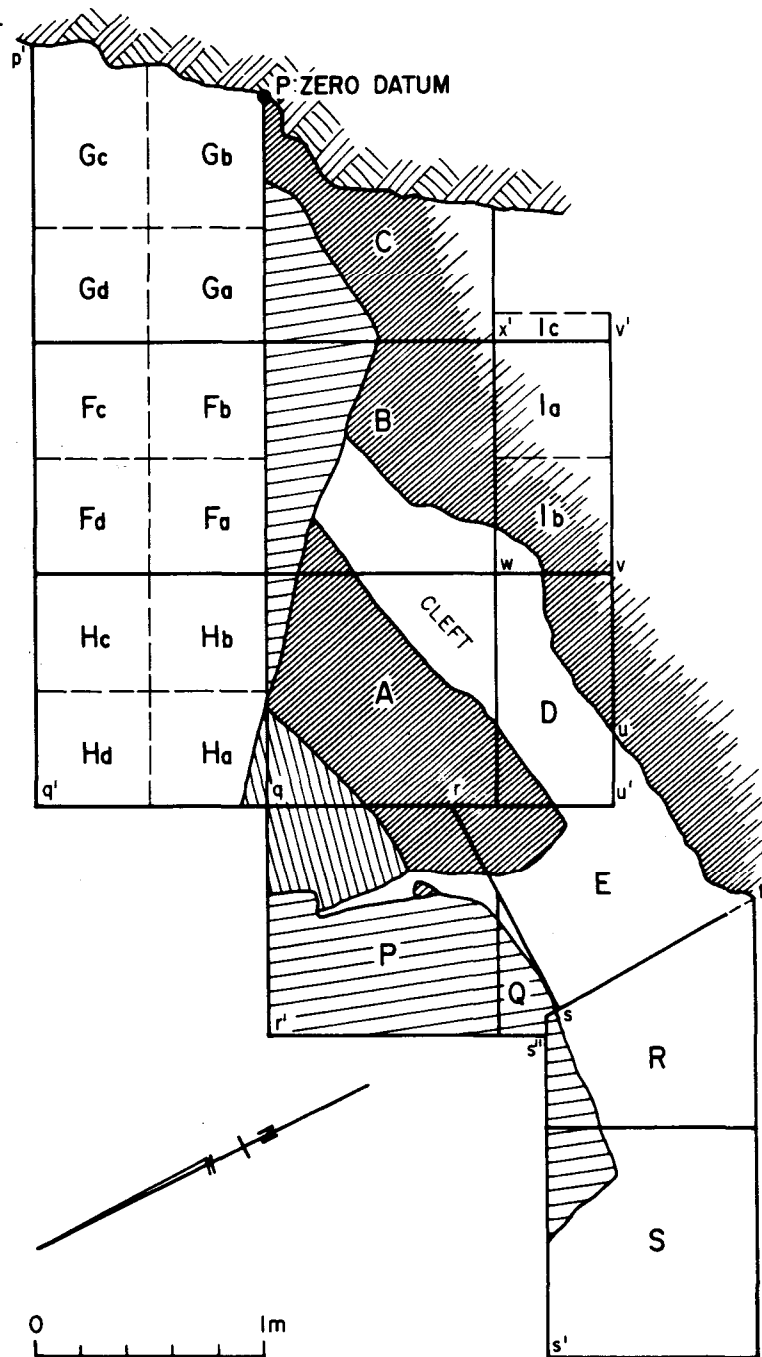 p'
P: ZERO DATUM
Gc Gb
C
Gd Ga
x' Ic v'
Fc Fb B Ia
Fd Fa Ib
w v
CLEFT
Hc Hb
A D
u
Hd Ha
q' q r u'
E
t
P
Q s
r' s"
R
N
S
0 1m
s'